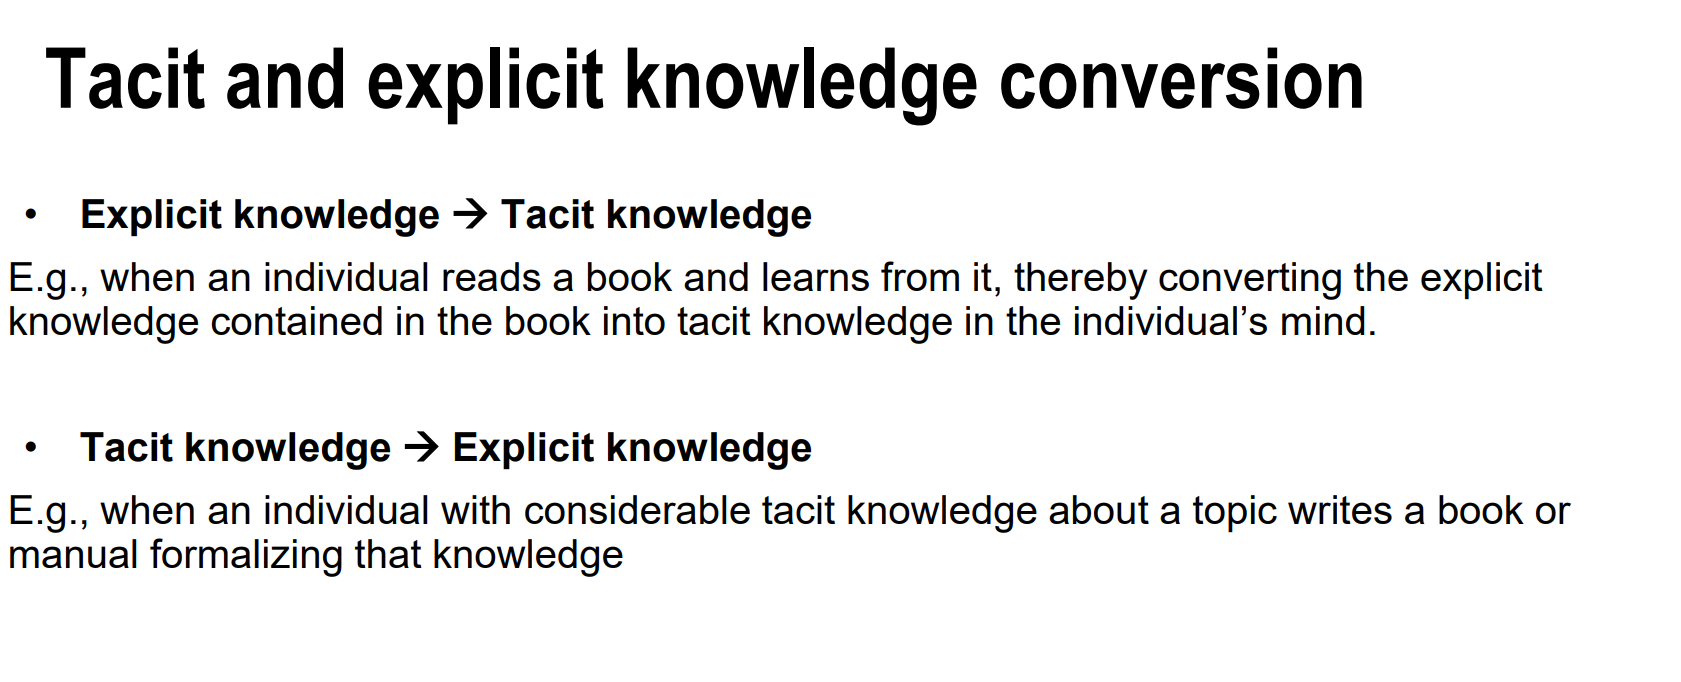 Tacit and explicit knowledge conversion
• Explicit knowledge → Tacit knowledge
E.g., when an individual reads a book and learns from it, thereby converting the explicit
knowledge contained in the book into tacit knowledge in the individual’s mind.
• Tacit knowledge → Explicit knowledge
E.g., when an individual with considerable tacit knowledge about a topic writes a book or
manual formalizing that knowledge